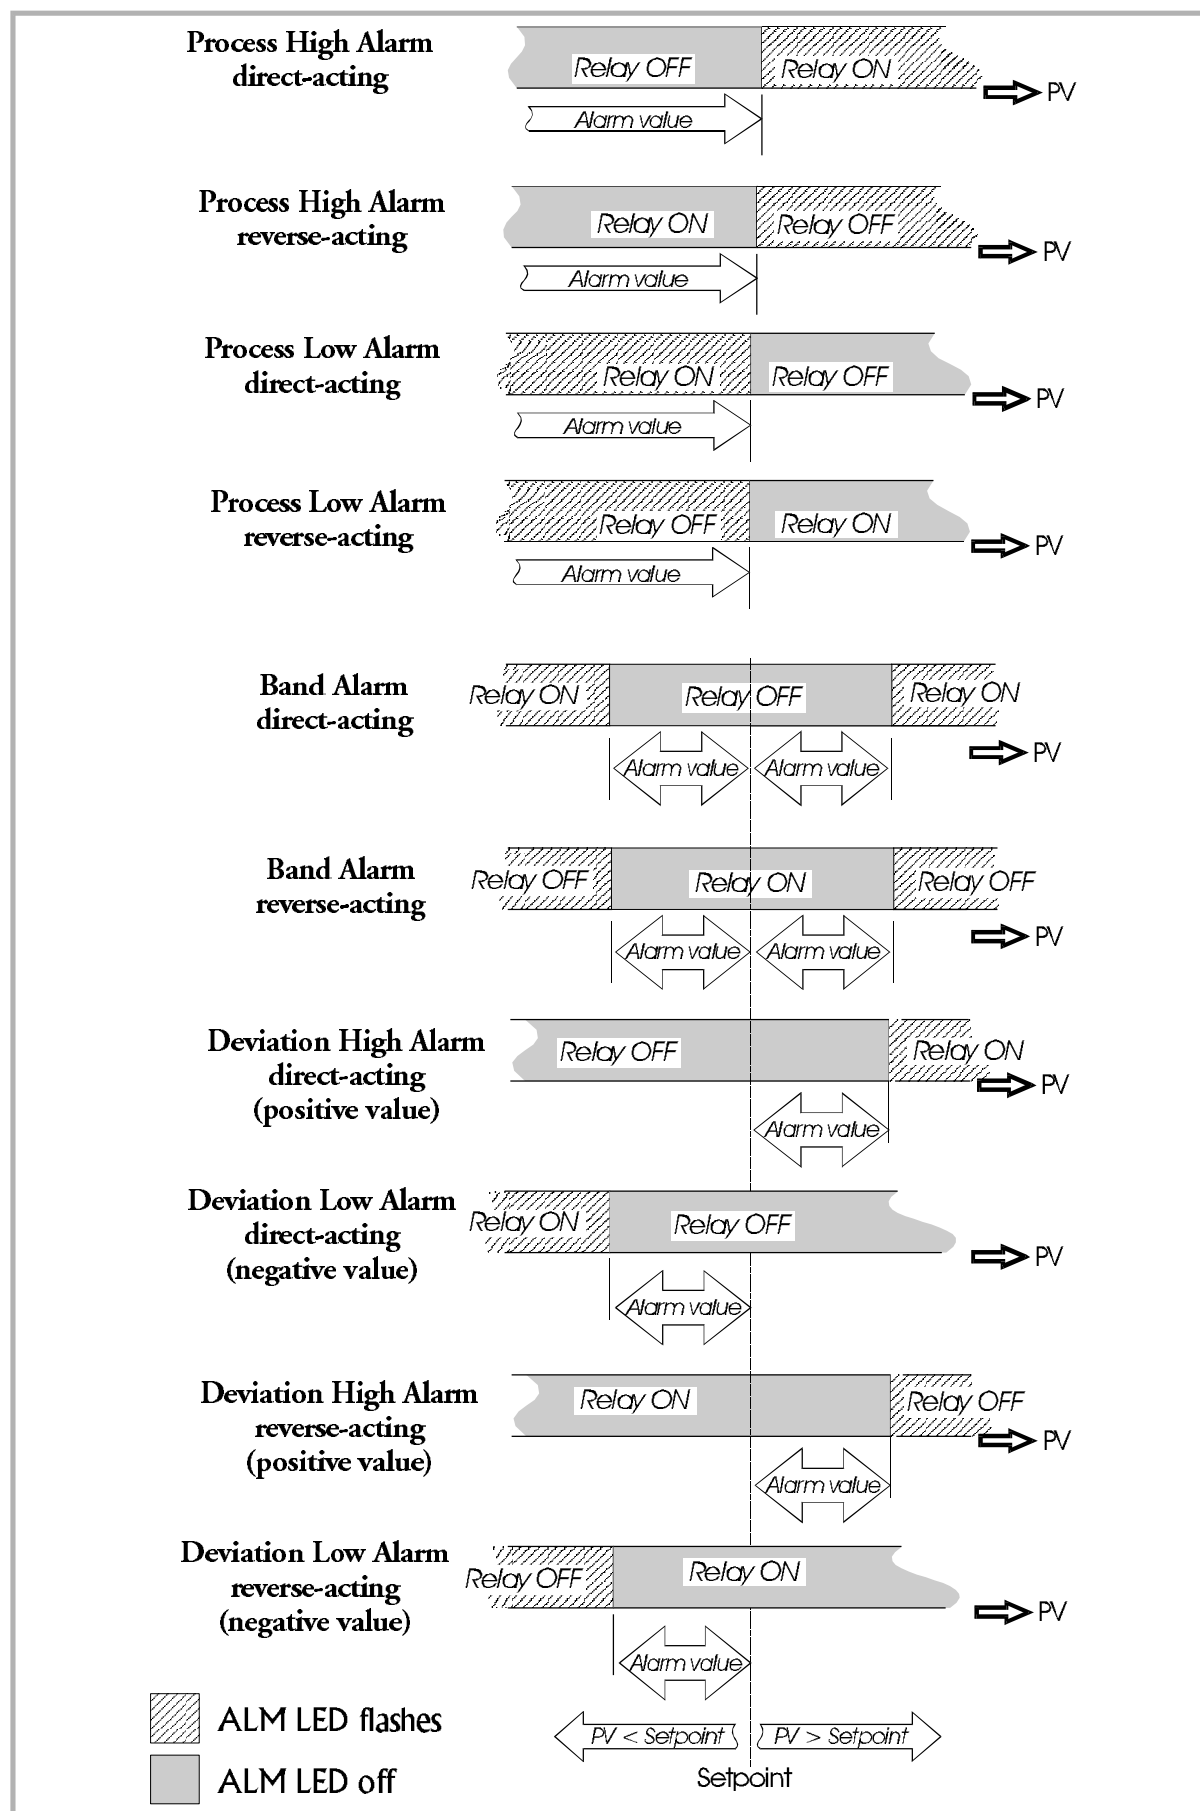 Process High Alarm
direct-acting
Relay OFF
Relay ON
PV
Alarm value
Process High Alarm
reverse-acting
Relay ON
Relay OFF
PV
Alarm value
Process Low Alarm
direct-acting
Relay ON
Relay OFF
PV
Alarm value
Process Low Alarm
reverse-acting
Relay OFF
Relay ON
PV
Alarm value
Band Alarm
direct-acting
Relay ON
Relay OFF
Relay ON
PV
Alarm value
Alarm value
Band Alarm
reverse-acting
Relay OFF
Relay ON
Relay OFF
PV
Alarm value
Alarm value
Deviation High Alarm
direct-acting
(positive value)
Relay OFF
Relay ON
PV
Alarm value
Deviation Low Alarm
direct-acting
(negative value)
Relay ON
Relay OFF
PV
Alarm value
Deviation High Alarm
reverse-acting
(positive value)
Relay ON
Relay OFF
PV
Alarm value
Deviation Low Alarm
reverse-acting
(negative value)
Relay OFF
Relay ON
PV
Alarm value
ALM LED flashes
PV < Setpoint
PV > Setpoint
Setpoint
ALM LED off